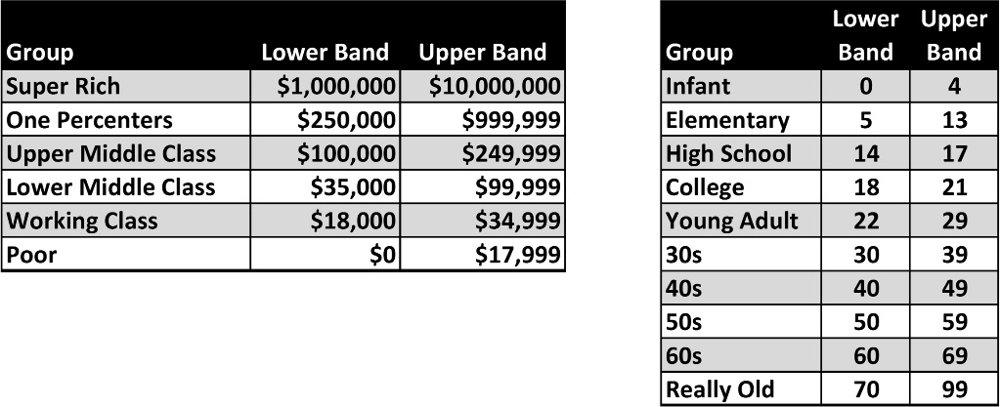 Group Lower Band Upper Band
Super Rich $1,000,000 $10,000,000
One Percenters $250,000 $999,999
Upper Middle Class $100,000 $249,999
Lower Middle Class $35,000 $99,999
Working Class $18,000 $34,999
Poor $0 $17,999
Lower Upper
Group Band Band
Infant 0 4
Elementary 5 13
High School 14 17
College 18 21
Young Adult 22 29
30s 30 39
40s 40 49
50s 50 59
60s 60 69
Really Old 70 99